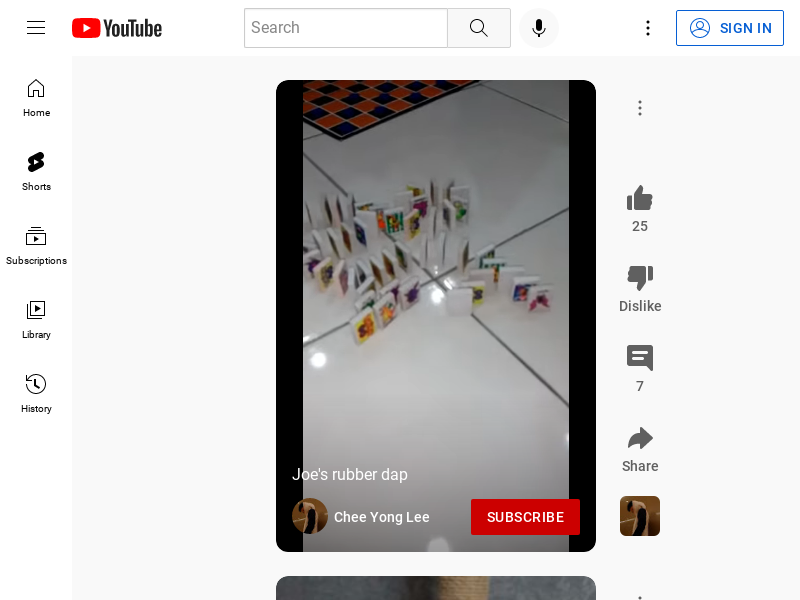 YouTube
Search
SIGN IN
Home
Shorts
Subscriptions
Library
History
25
Dislike
7
Share
Joe's rubber dap
Chee Yong Lee
SUBSCRIBE